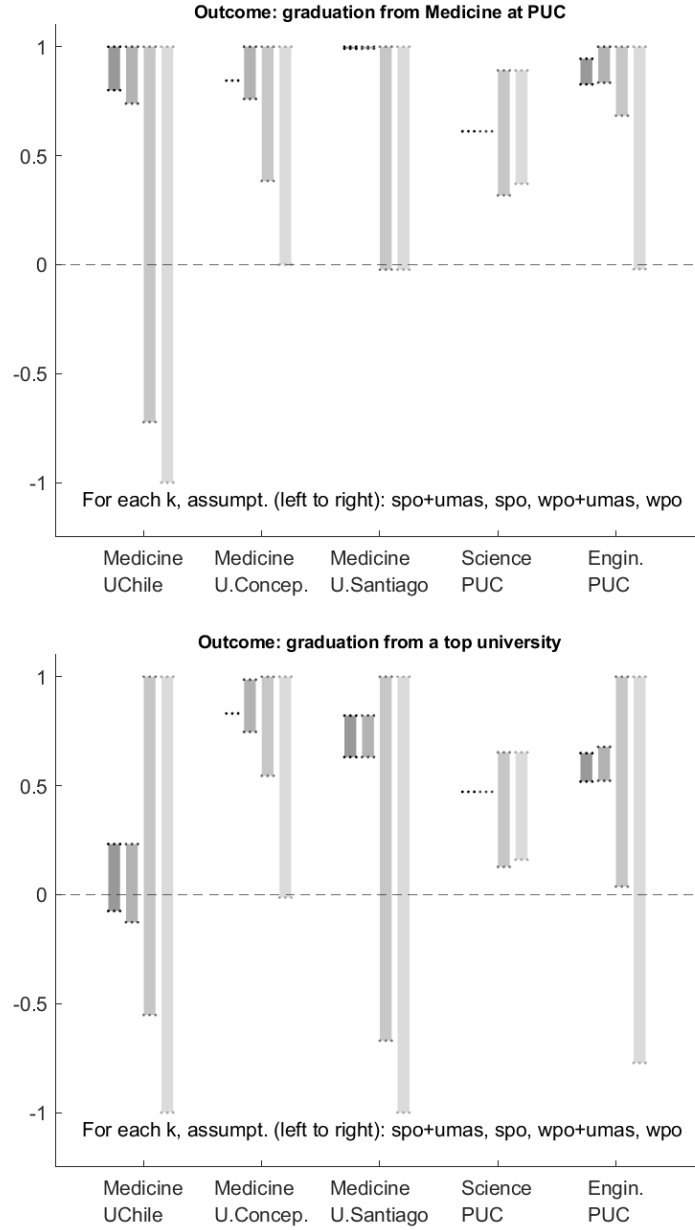 Outcome: graduation from Medicine at PUC
1
0.5
0
-0.5
-1
For each k, assumpt. (left to right): spo+umas, spo, wpo+umas, wpo
Medicine Medicine Medicine Science Engin.
UChile U.Concep. U.Santiago PUC PUC
Outcome: graduation from a top university
1
0.5
0
-0.5
-1
For each k, assumpt. (left to right): spo+umas, spo, wpo+umas, wpo
Medicine Medicine Medicine Science Engin.
UChile U.Concep. U.Santiago PUC PUC